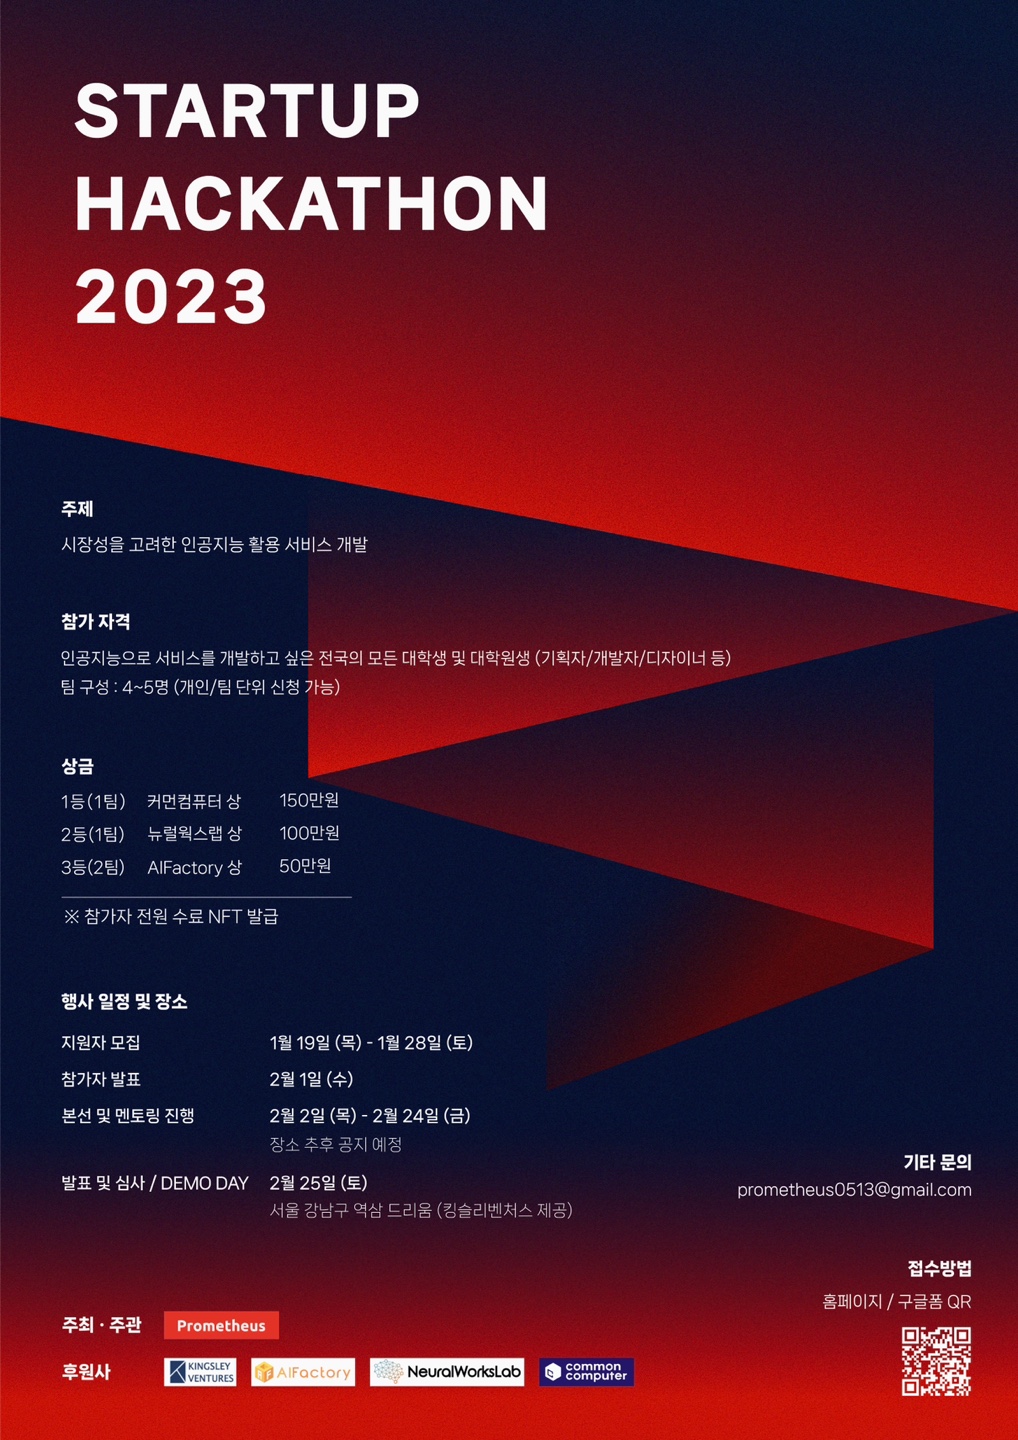 STARTUP
HACKATHON
2023
주제
시장성을 고려한 인공지능 활용 서비스 개발
참가 자격
인공지능으로 서비스를 개발하고 싶은 전국의 모든 대학생 및 대학원생 (기획자/개발자/디자이너 등)
팀 구성 : 4~5명 (개인/팀 단위 신청 가능)
상금
1등(1팀) 커먼컴퓨터 상 150만원
2등(1팀) 뉴럴웍스랩 상 100만원
3등(2팀) AIFactory 상 50만원
※ 참가자 전원 수료 NFT 발급
행사 일정 및 장소
지원자 모집 1월 19일 (목) - 1월 28일 (토)
참가자 발표 2월 1일 (수)
본선 및 멘토링 진행 2월 2일 (목) - 2월 24일 (금)
장소 추후 공지 예정
발표 및 심사 / DEMO DAY 2월 25일 (토)
서울 강남구 역삼 드리움 (킹슬리벤처스 제공)
기타 문의
prometheus0513@gmail.com
접수방법
홈페이지 / 구글폼 QR
주최 · 주관 Prometheus
후원사
KINGSLEY
VENTURES
AIFactory
NeuralWorksLab
common
computer